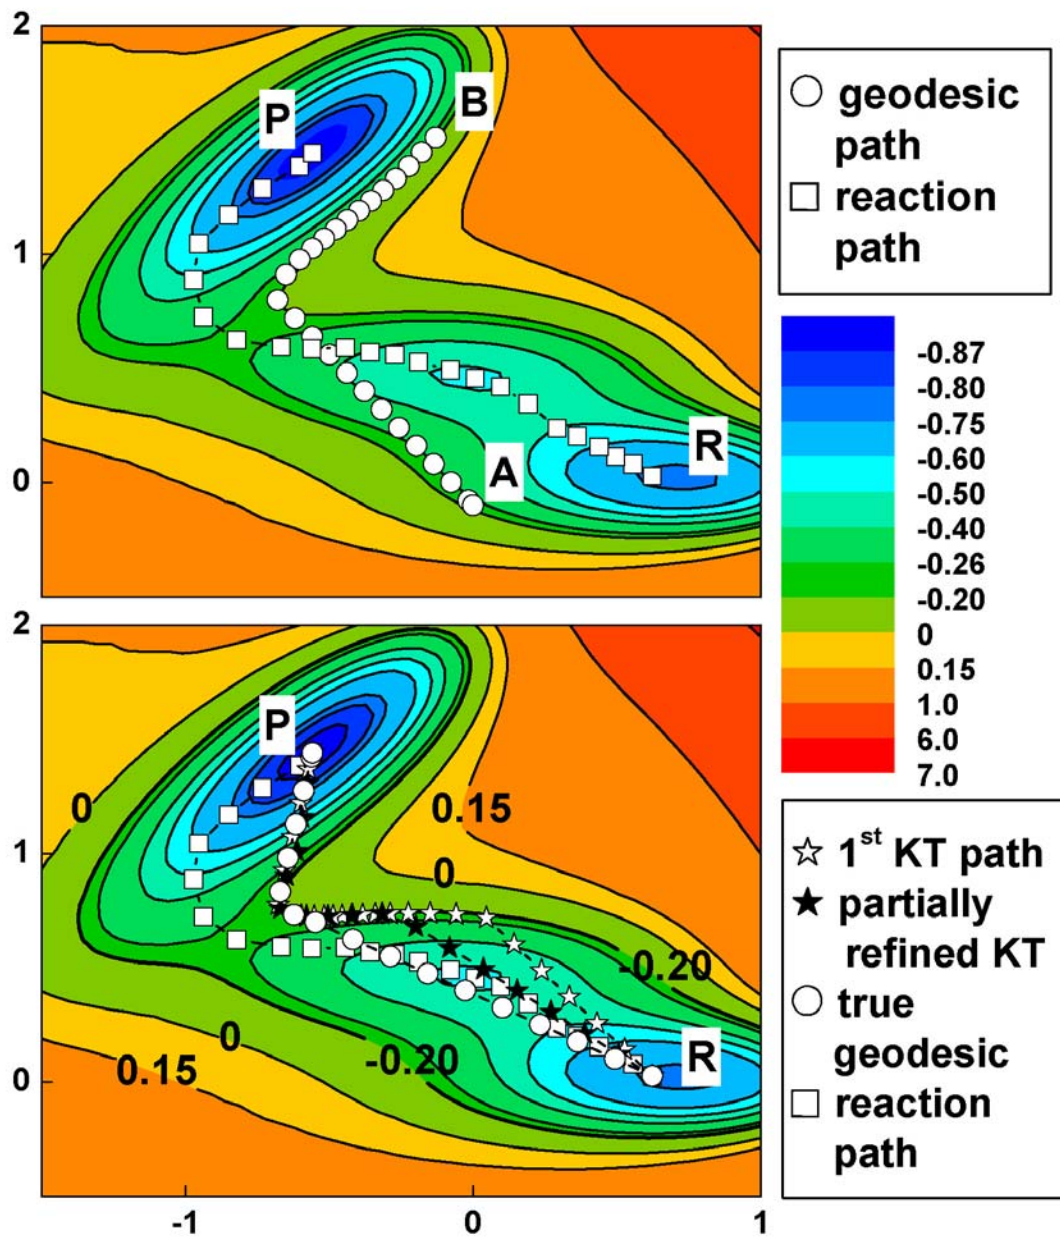 2
1
0
P
B
A
R
geodesic
path
reaction
path
-0.87
-0.80
-0.75
-0.60
-0.50
-0.40
-0.26
-0.20
0
0.15
1.0
6.0
7.0
2
1
0
-1
0
1
P
0
0.15
0
-0.20
0
-0.20
0.15
R
1st KT path
partially
refined KT
true
geodesic
reaction
path